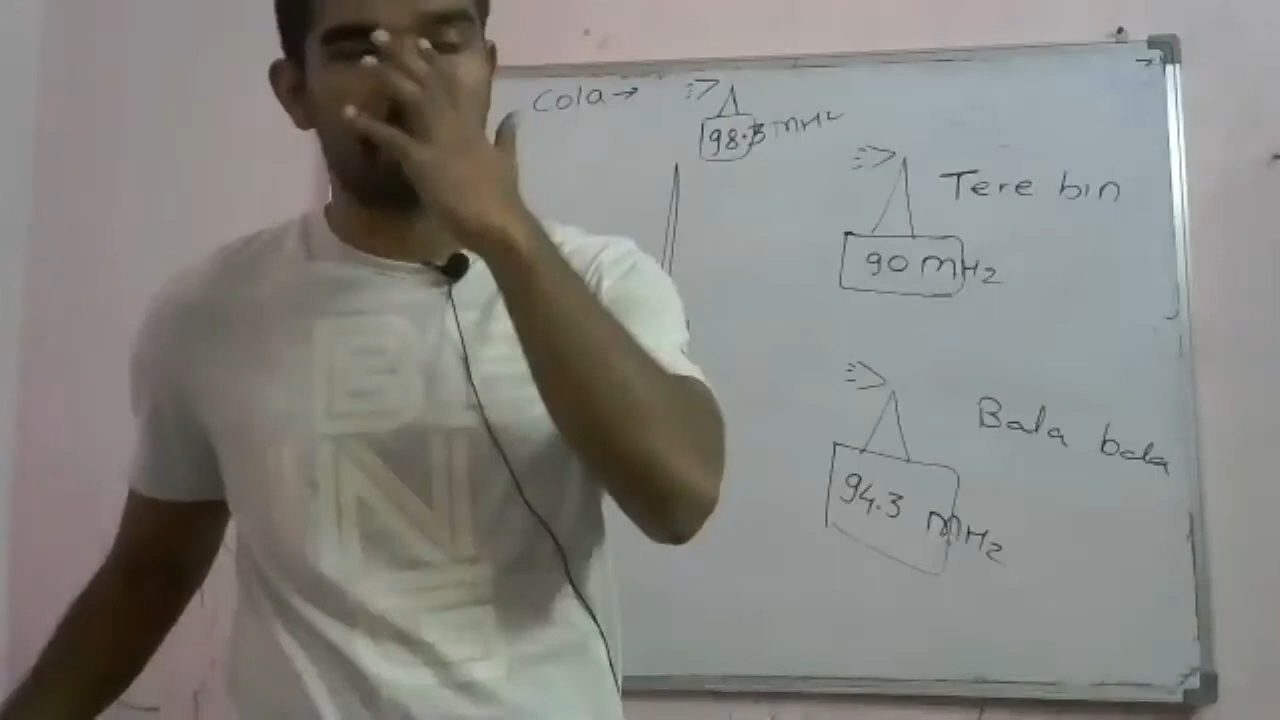 Cola →
98.3 mHz
Tere bin
90 mHz
Bala bala
94.3 mHz